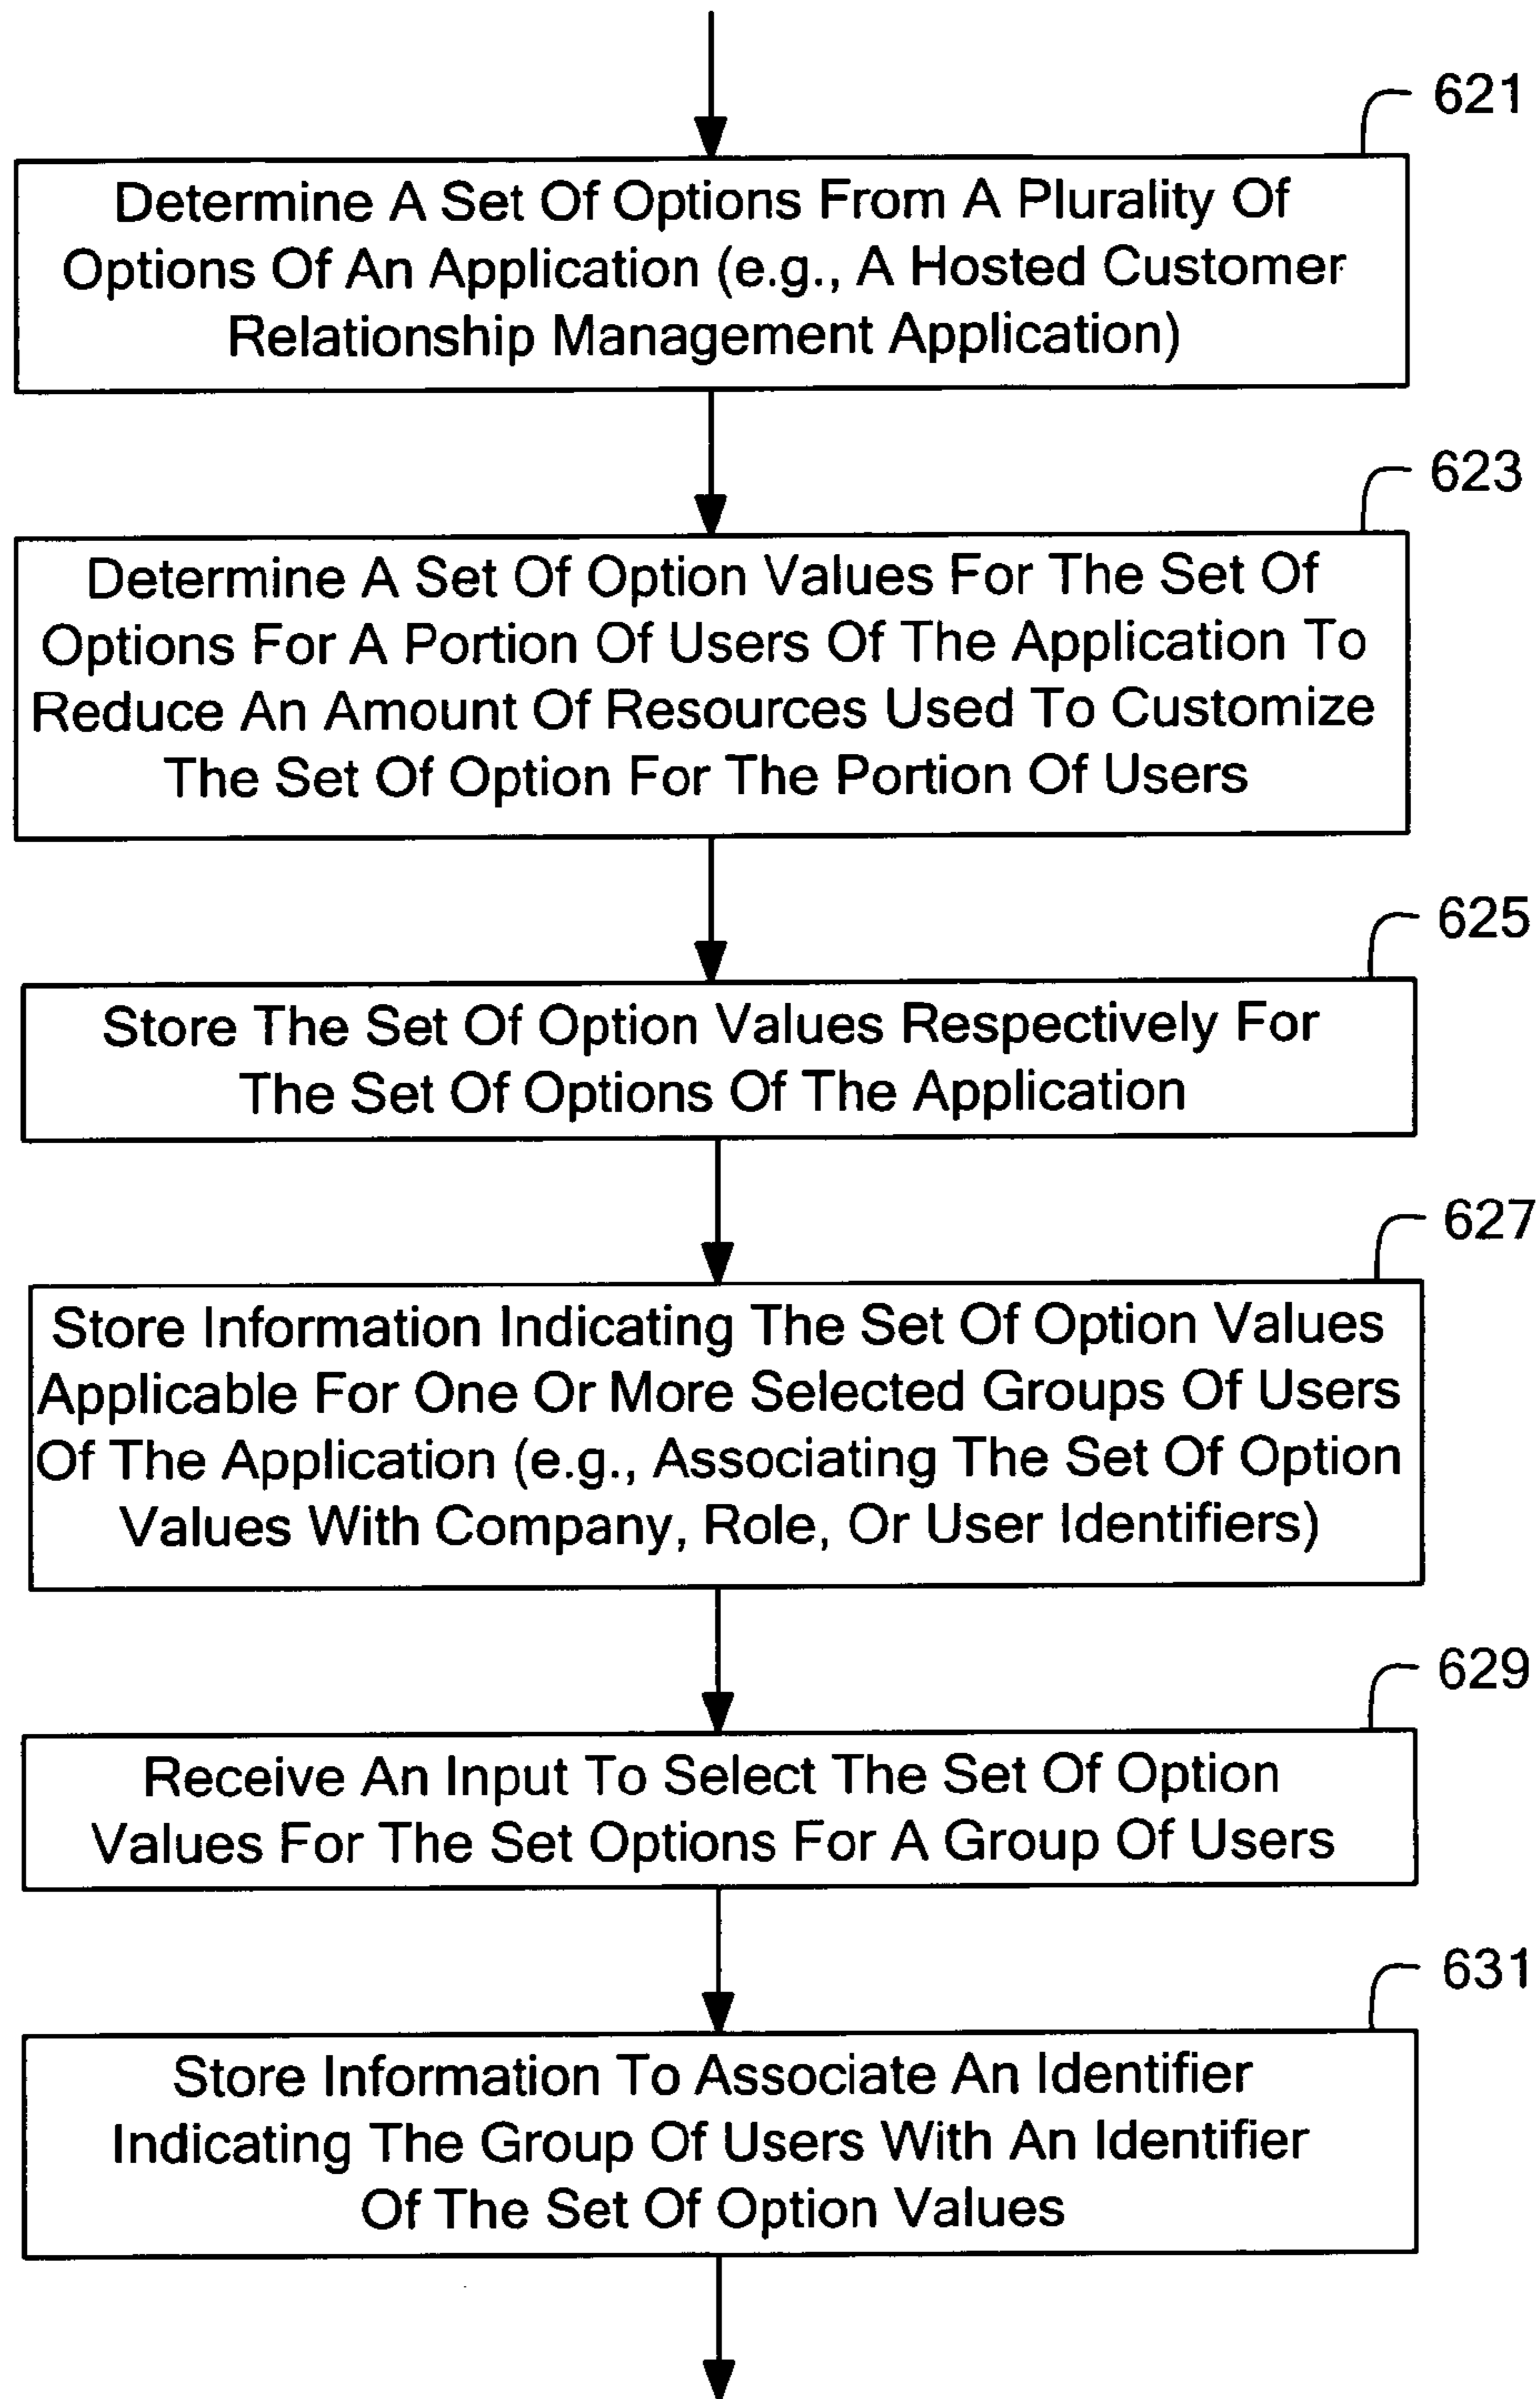 621
Determine A Set Of Options From A Plurality Of
Options Of An Application (e.g., A Hosted Customer
Relationship Management Application)
623
Determine A Set Of Option Values For The Set Of
Options For A Portion Of Users Of The Application To
Reduce An Amount Of Resources Used To Customize
The Set Of Option For The Portion Of Users
625
Store The Set Of Option Values Respectively For
The Set Of Options Of The Application
627
Store Information Indicating The Set Of Option Values
Applicable For One Or More Selected Groups Of Users
Of The Application (e.g., Associating The Set Of Option
Values With Company, Role, Or User Identifiers)
629
Receive An Input To Select The Set Of Option
Values For The Set Options For A Group Of Users
631
Store Information To Associate An Identifier
Indicating The Group Of Users With An Identifier
Of The Set Of Option Values